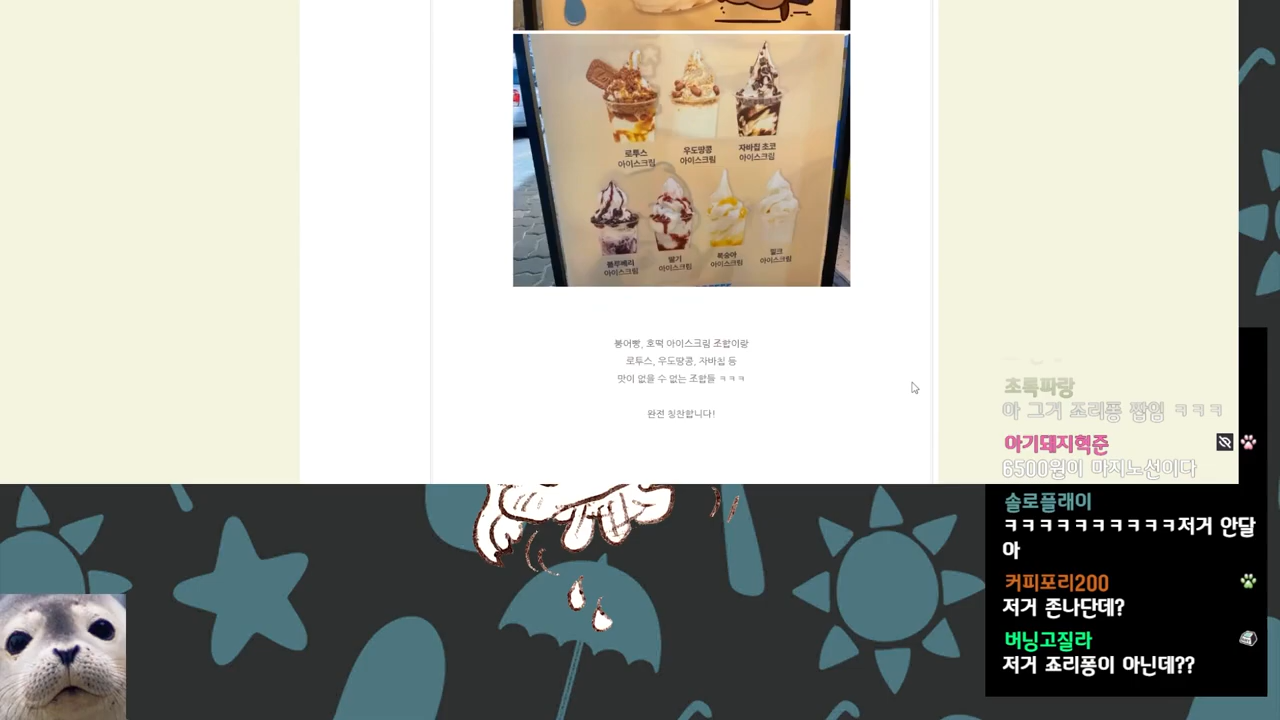 로투스
아이스크림
우도땅콩
아이스크림
자바칩 초코
아이스크림
블루베리
아이스크림
딸기
아이스크림
복숭아
아이스크림
밀크
아이스크림
붕어빵, 호떡 아이스크림 조합이랑
로투스, 우도땅콩, 자바칩 등
맛이 없을 수 없는 조합들 ㅋㅋㅋ
완전 칭찬합니다!
초록파랑
아 그거 죠리퐁 짭임 ㅋㅋㅋ
아기돼지혁준
6500원이 마지노선이다
솔로플래이
ㅋㅋㅋㅋㅋㅋㅋㅋㅋㅋ저거 안달
아
커피포리200
저거 존나단데?
버닝고질라
저거 죠리퐁이 아닌데??